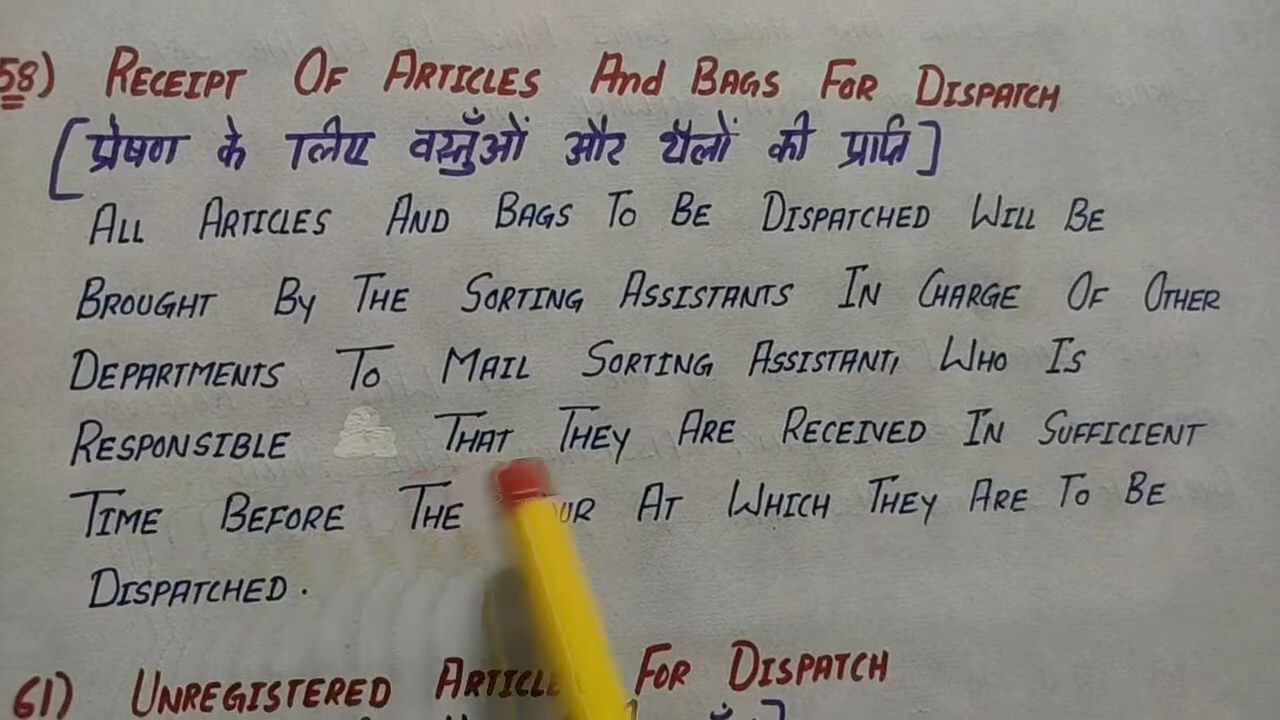 58) RECEIPT OF ARTICLES And BAGS FOR DISPATCH
[प्रेषण के लिए वस्तुँओं और थैलों की प्राप्ति]
ALL ARTICLES AND BAGS TO BE DISPATCHED WILL BE
BROUGHT BY THE SORTING ASSISTANTS IN CHARGE OF OTHER
DEPARTMENTS TO MAIL SORTING ASSISTANT, WHO IS
RESPONSIBLE THAT THEY ARE RECEIVED IN SUFFICIENT
TIME BEFORE THE AT WHICH THEY ARE TO BE
DISPATCHED.
61) UNREGISTERED FOR DISPATCH